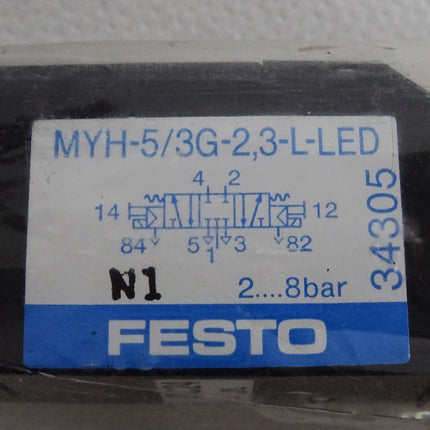 MYH-5/3G-2,3-L-LED
4 2
14 12
84 5 1 3 82
N1 2....8bar
34305
FESTO